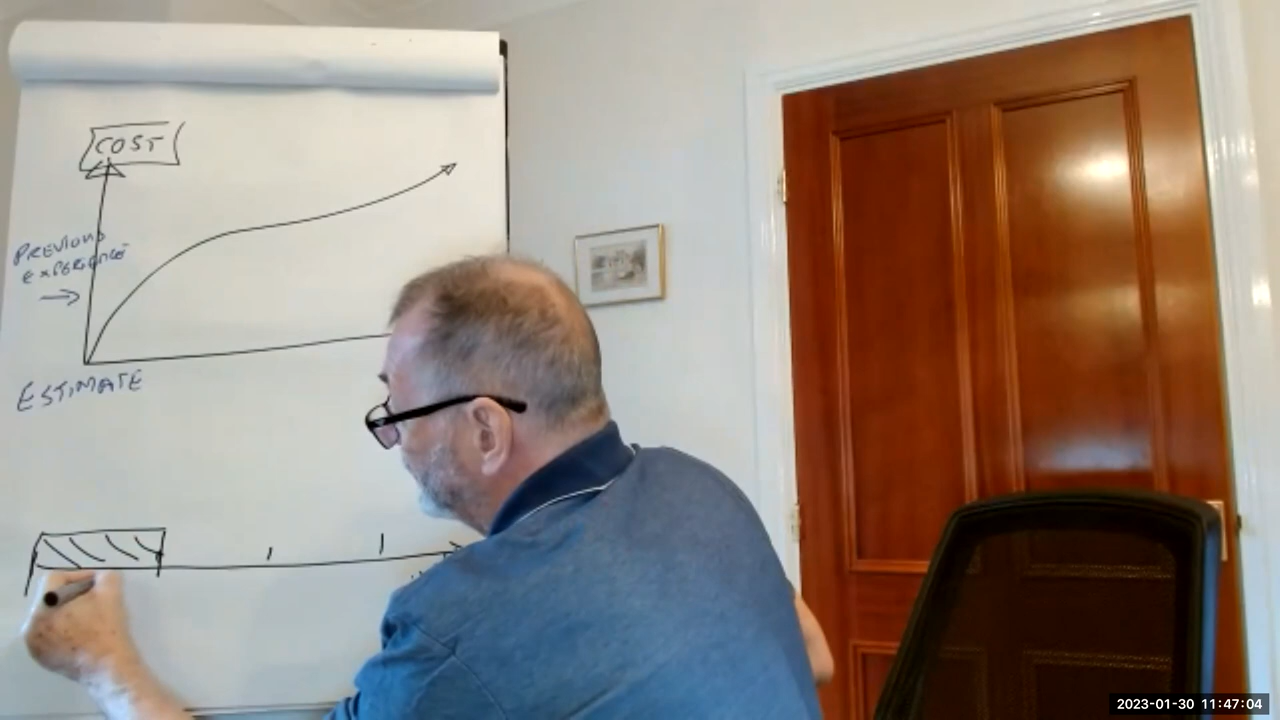 COST
PREVIOUS
EXPERIENCE
ESTIMATE
2023-01-30 11:47:04